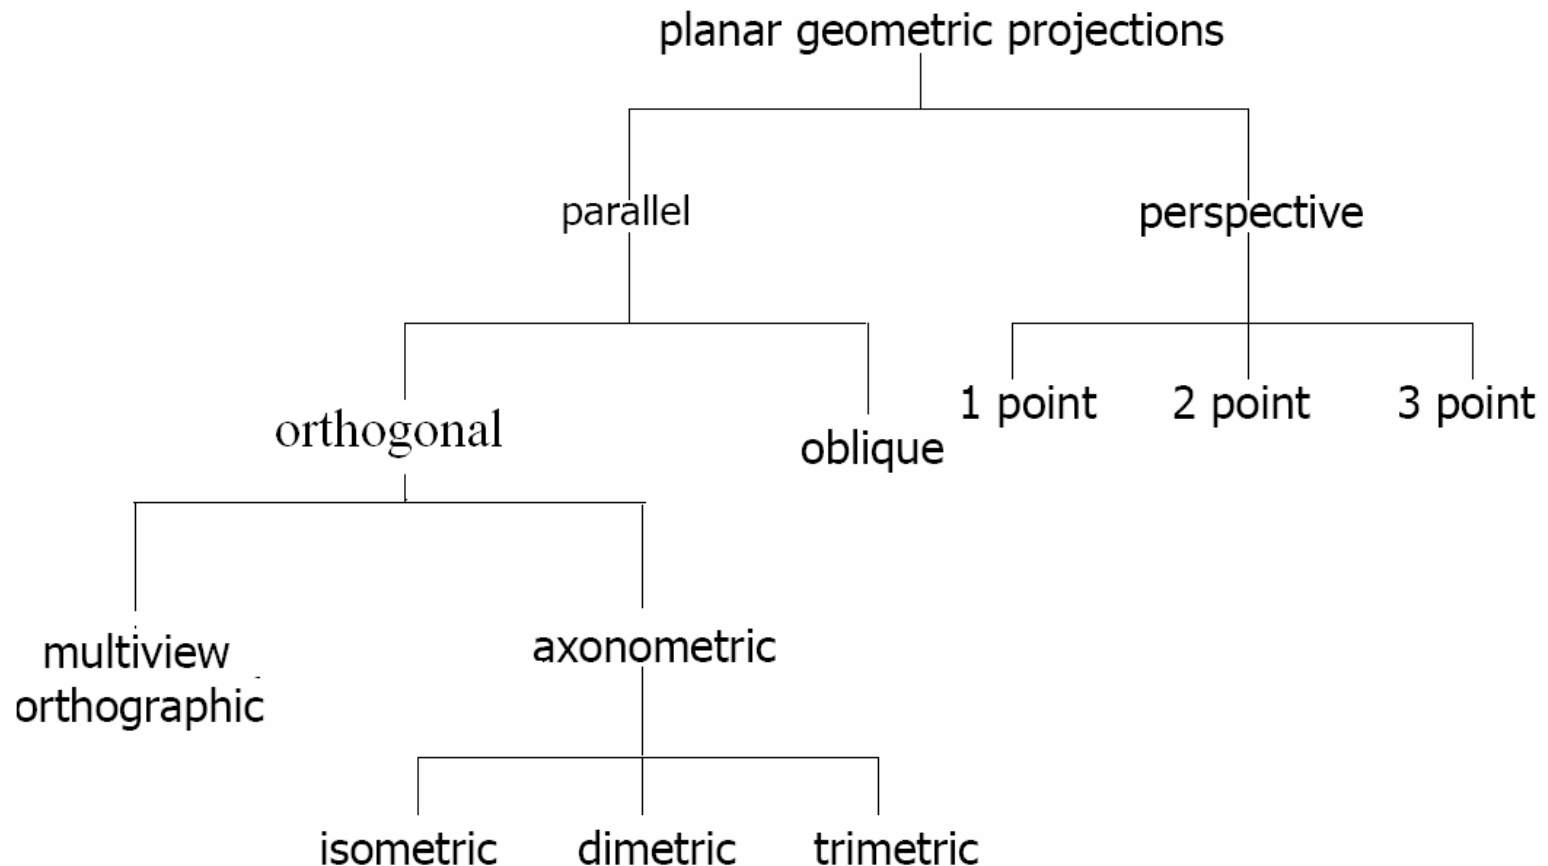 planar geometric projections
parallel
perspective
1 point
2 point
3 point
orthogonal
oblique
multiview
orthographic
axonometric
isometric
dimetric
trimetric